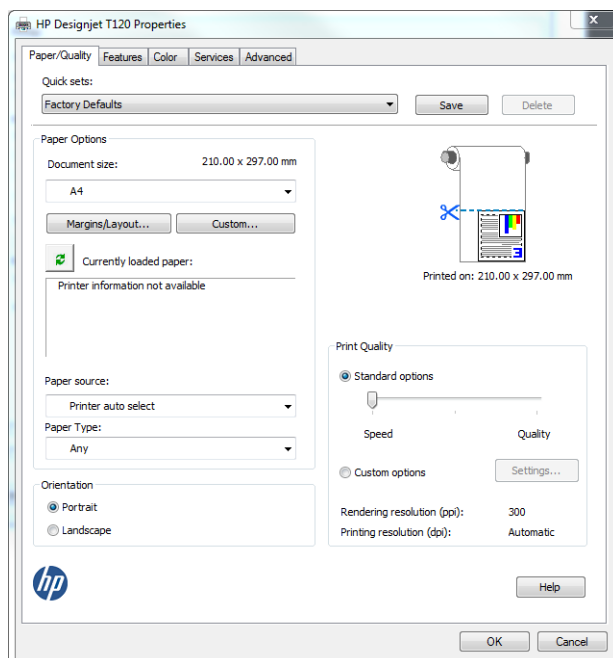 HP Designjet T120 Properties
x
Paper/Quality Features Color Services Advanced
Quick sets:
Factory Defaults
Save
Delete
Paper Options
Document size: 210.00 x 297.00 mm
A4
Margins/Layout...
Custom...
Currently loaded paper:
Printer information not available
Paper source:
Printer auto select
Paper Type:
Any
Orientation
Portrait
Landscape
3
Printed on: 210.00 x 297.00 mm
Print Quality
Standard options
Speed Quality
Custom options
Settings...
Rendering resolution (ppi): 300
Printing resolution (dpi): Automatic
hp
Help
OK
Cancel